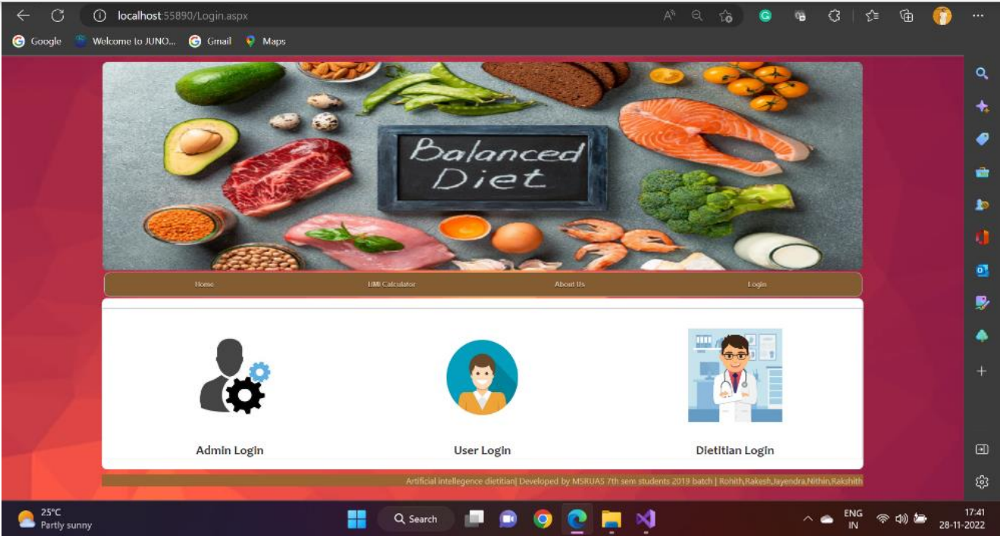 localhost:55890/Login.aspx
Google Welcome to JUNO... Gmail Maps
Balanced
Diet
Home BMI Calculator About Us Login
Admin Login User Login Dietitian Login
Artificial intellegence dietitian| Developed by MSRUAS 7th sem students 2019 batch | Rohith,Rakesh,Jayendra,Nithin,Rakshith
25°C
Partly sunny
Search
ENG
IN
17:41
28-11-2022